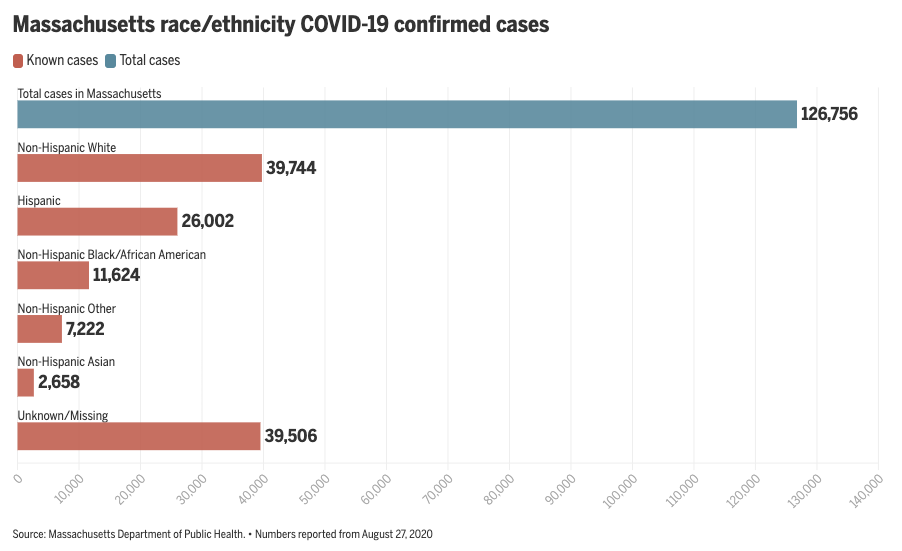 Massachusetts race/ethnicity COVID-19 confirmed cases
Known cases Total cases
Total cases in Massachusetts
126,756
Non-Hispanic White
39,744
Hispanic
26,002
Non-Hispanic Black/African American
11,624
Non-Hispanic Other
7,222
Non-Hispanic Asian
2,658
Unknown/Missing
39,506
0 10,000 20,000 30,000 40,000 50,000 60,000 70,000 80,000 90,000 100,000 110,000 120,000 130,000 140,000
Source: Massachusetts Department of Public Health. • Numbers reported from August 27, 2020